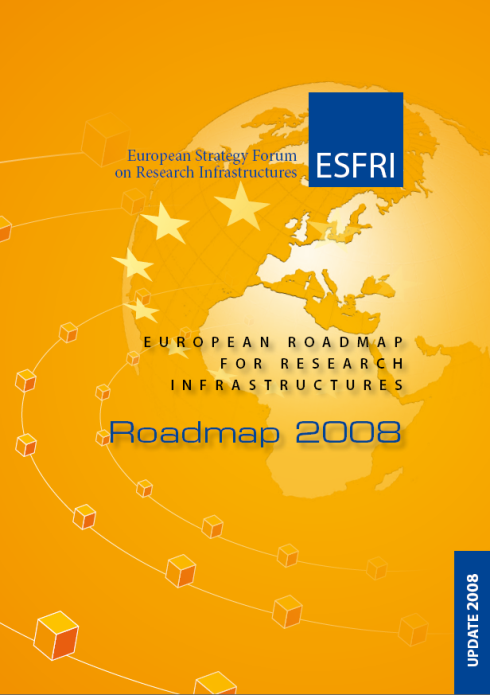 European Strategy Forum
on Research Infrastructures
ESFRI
EUROPEAN ROADMAP
FOR RESEARCH
INFRASTRUCTURES
Roadmap 2008
UPDATE 2008